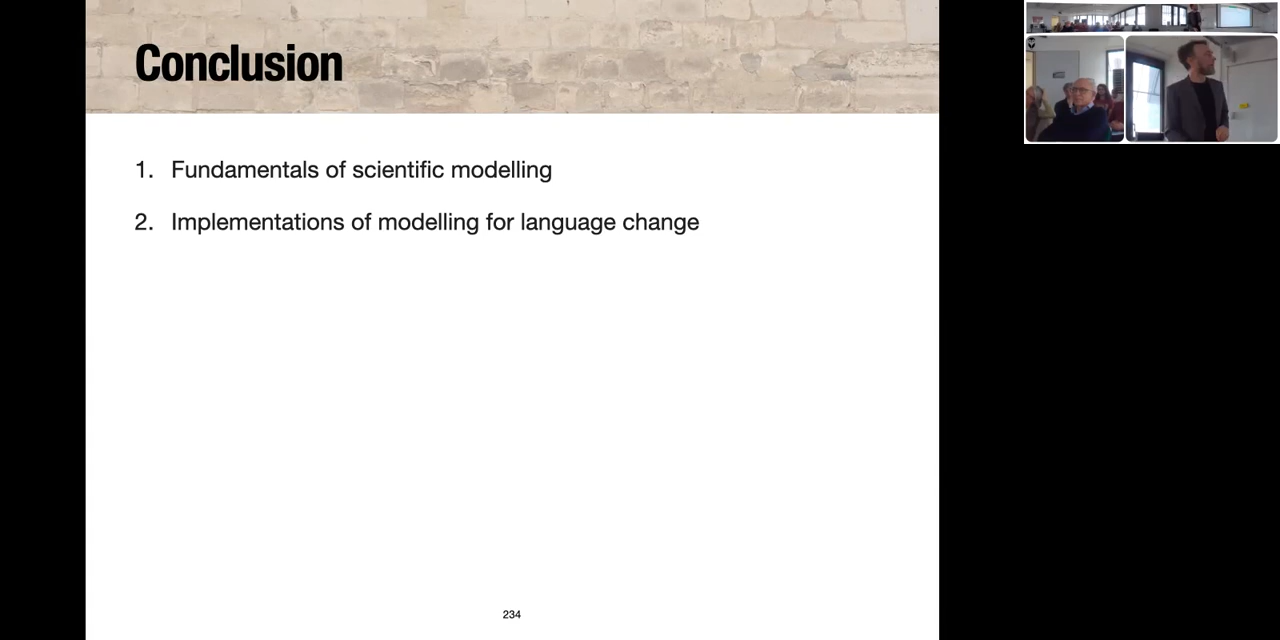 Conclusion
1. Fundamentals of scientific modelling
2. Implementations of modelling for language change
234